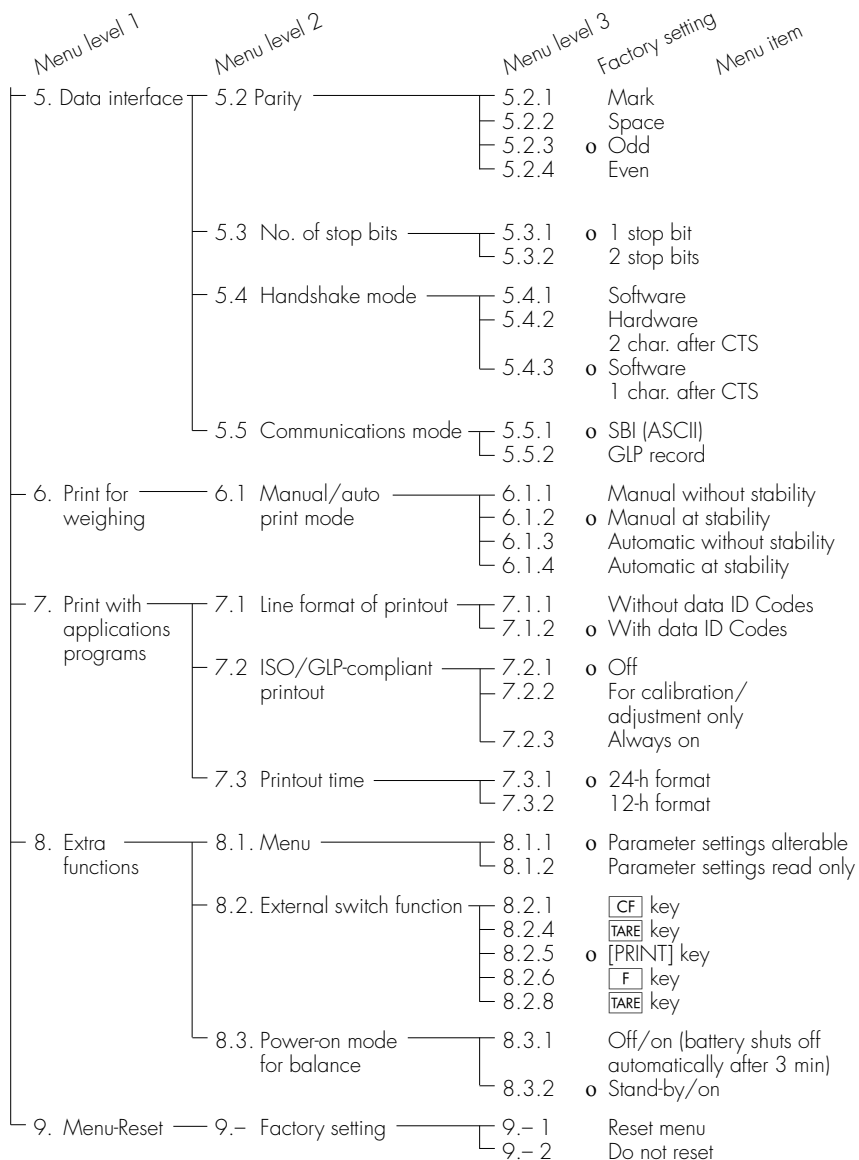 Menu level 1 Menu level 2 Menu level 3 Factory setting Menu item
5. Data interface 5.2 Parity 5.2.1 Mark
5.2.2 Space
5.2.3 o Odd
5.2.4 Even
5.3 No. of stop bits 5.3.1 o 1 stop bit
5.3.2 2 stop bits
5.4 Handshake mode 5.4.1 Software
5.4.2 Hardware
2 char. after CTS
5.4.3 o Software
1 char. after CTS
5.5 Communications mode 5.5.1 o SBI (ASCII)
5.5.2 GLP record
6. Print for 6.1 Manual/auto 6.1.1 Manual without stability
weighing print mode 6.1.2 o Manual at stability
6.1.3 Automatic without stability
6.1.4 Automatic at stability
7. Print with 7.1 Line format of printout 7.1.1 Without data ID Codes
applications 7.1.2 o With data ID Codes
programs
7.2 ISO/GLP-compliant 7.2.1 o Off
printout 7.2.2 For calibration/
adjustment only
7.2.3 Always on
7.3 Printout time 7.3.1 o 24-h format
7.3.2 12-h format
8. Extra 8.1. Menu 8.1.1 o Parameter settings alterable
functions 8.1.2 Parameter settings read only
8.2. External switch function 8.2.1 CF key
8.2.4 TARE key
8.2.5 o [PRINT] key
8.2.6 F key
8.2.8 TARE key
8.3. Power-on mode 8.3.1 Off/on (battery shuts off
for balance automatically after 3 min)
8.3.2 o Stand-by/on
9. Menu-Reset 9.– Factory setting 9.– 1 Reset menu
9.– 2 Do not reset